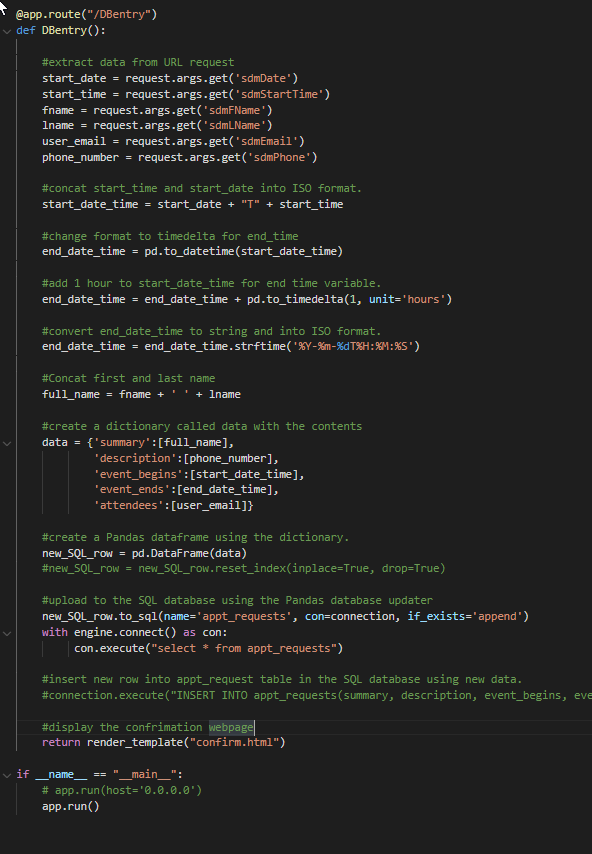 @app.route("/DBentry")
def DBentry():
#extract data from URL request
start_date = request.args.get('sdmDate')
start_time = request.args.get('sdmStartTime')
fname = request.args.get('sdmFName')
lname = request.args.get('sdmLName')
user_email = request.args.get('sdmEmail')
phone_number = request.args.get('sdmPhone')
#concat start_time and start_date into ISO format.
start_date_time = start_date + "T" + start_time
#change format to timedelta for end_time
end_date_time = pd.to_datetime(start_date_time)
#add 1 hour to start_date_time for end time variable.
end_date_time = end_date_time + pd.to_timedelta(1, unit='hours')
#convert end_date_time to string and into ISO format.
end_date_time = end_date_time.strftime('%Y-%m-%dT%H:%M:%S')
#Concat first and last name
full_name = fname + ' ' + lname
#create a dictionary called data with the contents
data = {'summary':[full_name],
'description':[phone_number],
'event_begins':[start_date_time],
'event_ends':[end_date_time],
'attendees':[user_email]}
#create a Pandas dataframe using the dictionary.
new_SQL_row = pd.DataFrame(data)
#new_SQL_row = new_SQL_row.reset_index(inplace=True, drop=True)
#upload to the SQL database using the Pandas database updater
new_SQL_row.to_sql(name='appt_requests', con=connection, if_exists='append')
with engine.connect() as con:
con.execute("select * from appt_requests")
#insert new row into appt_request table in the SQL database using new data.
#connection.execute("INSERT INTO appt_requests(summary, description, event_begins, eve
#display the confrimation webpage
return render_template("confirm.html")
if __name__ == "__main__":
# app.run(host='0.0.0.0')
app.run()